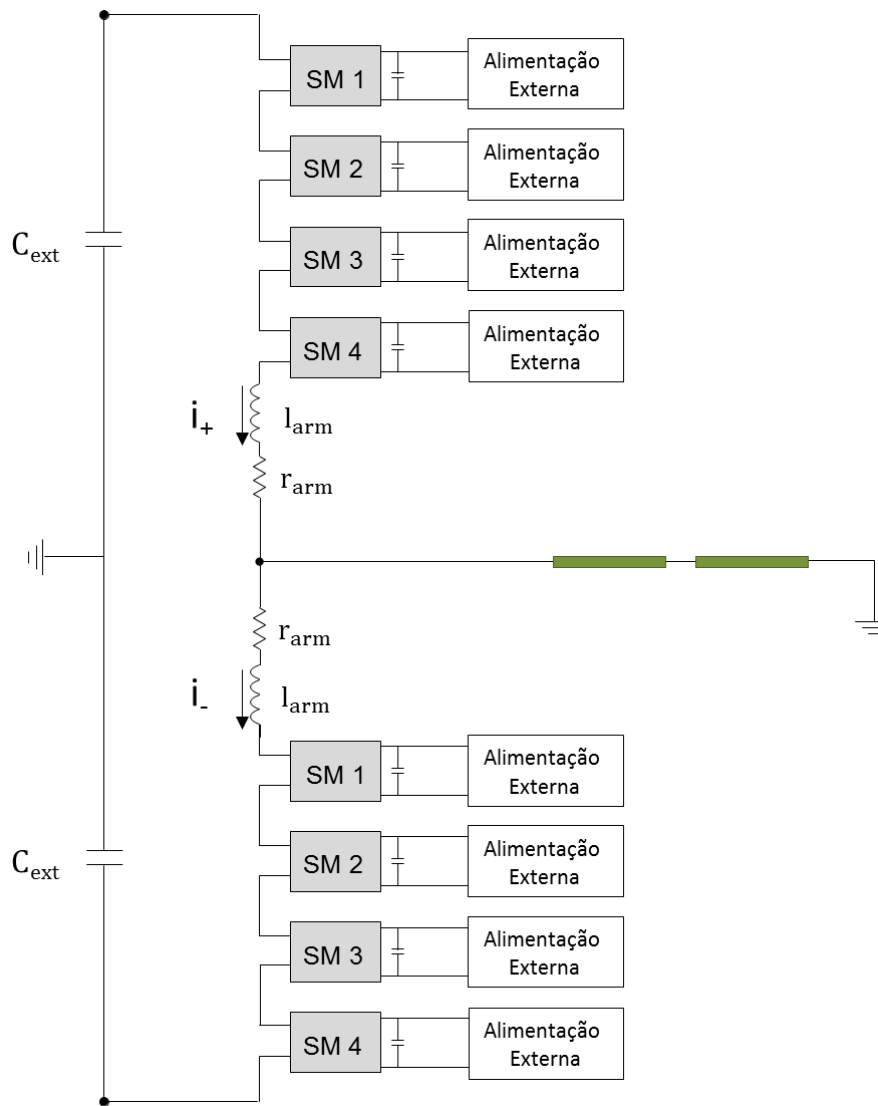 SM 1
Alimentação
Externa
SM 2
Alimentação
Externa
C_ext
SM 3
Alimentação
Externa
SM 4
Alimentação
Externa
i_+
l_arm
r_arm
r_arm
i_-
l_arm
SM 1
Alimentação
Externa
C_ext
SM 2
Alimentação
Externa
SM 3
Alimentação
Externa
SM 4
Alimentação
Externa